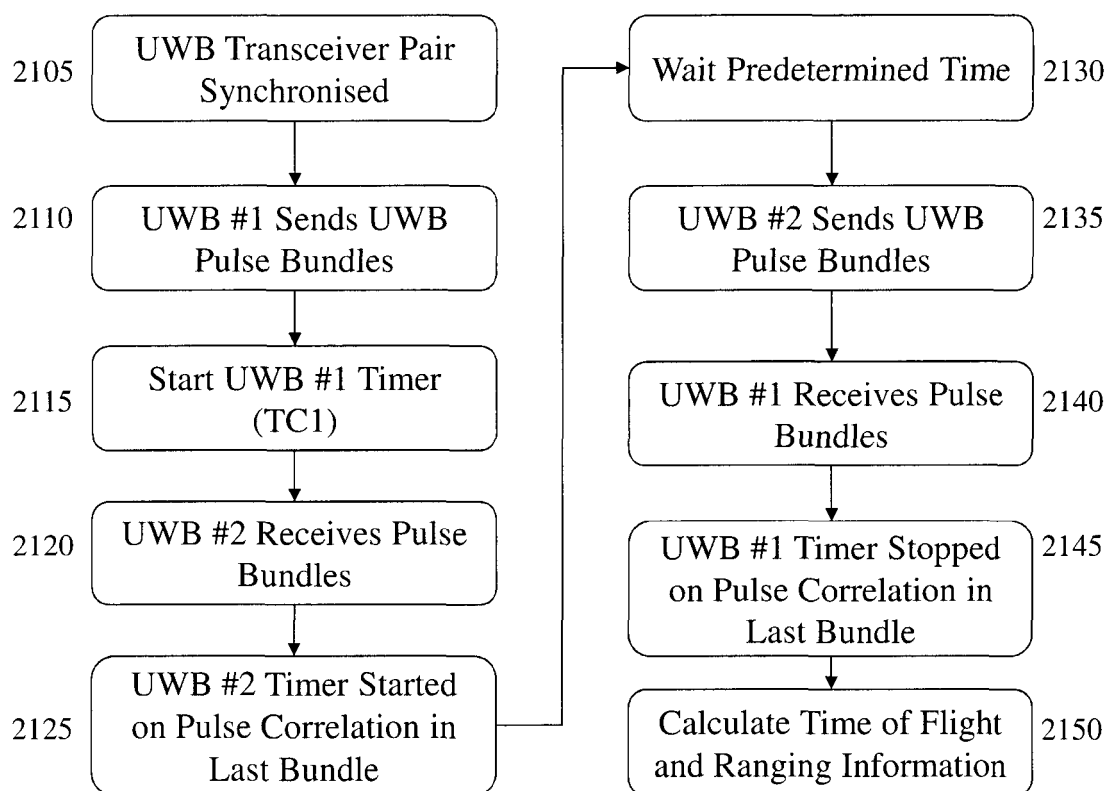 2105
UWB Transceiver Pair
Synchronised
2110
UWB #1 Sends UWB
Pulse Bundles
2115
Start UWB #1 Timer
(TC1)
2120
UWB #2 Receives Pulse
Bundles
2125
UWB #2 Timer Started
on Pulse Correlation in
Last Bundle
Wait Predetermined Time
2130
UWB #2 Sends UWB
Pulse Bundles
2135
UWB #1 Receives Pulse
Bundles
2140
UWB #1 Timer Stopped
on Pulse Correlation in
Last Bundle
2145
Calculate Time of Flight
and Ranging Information
2150